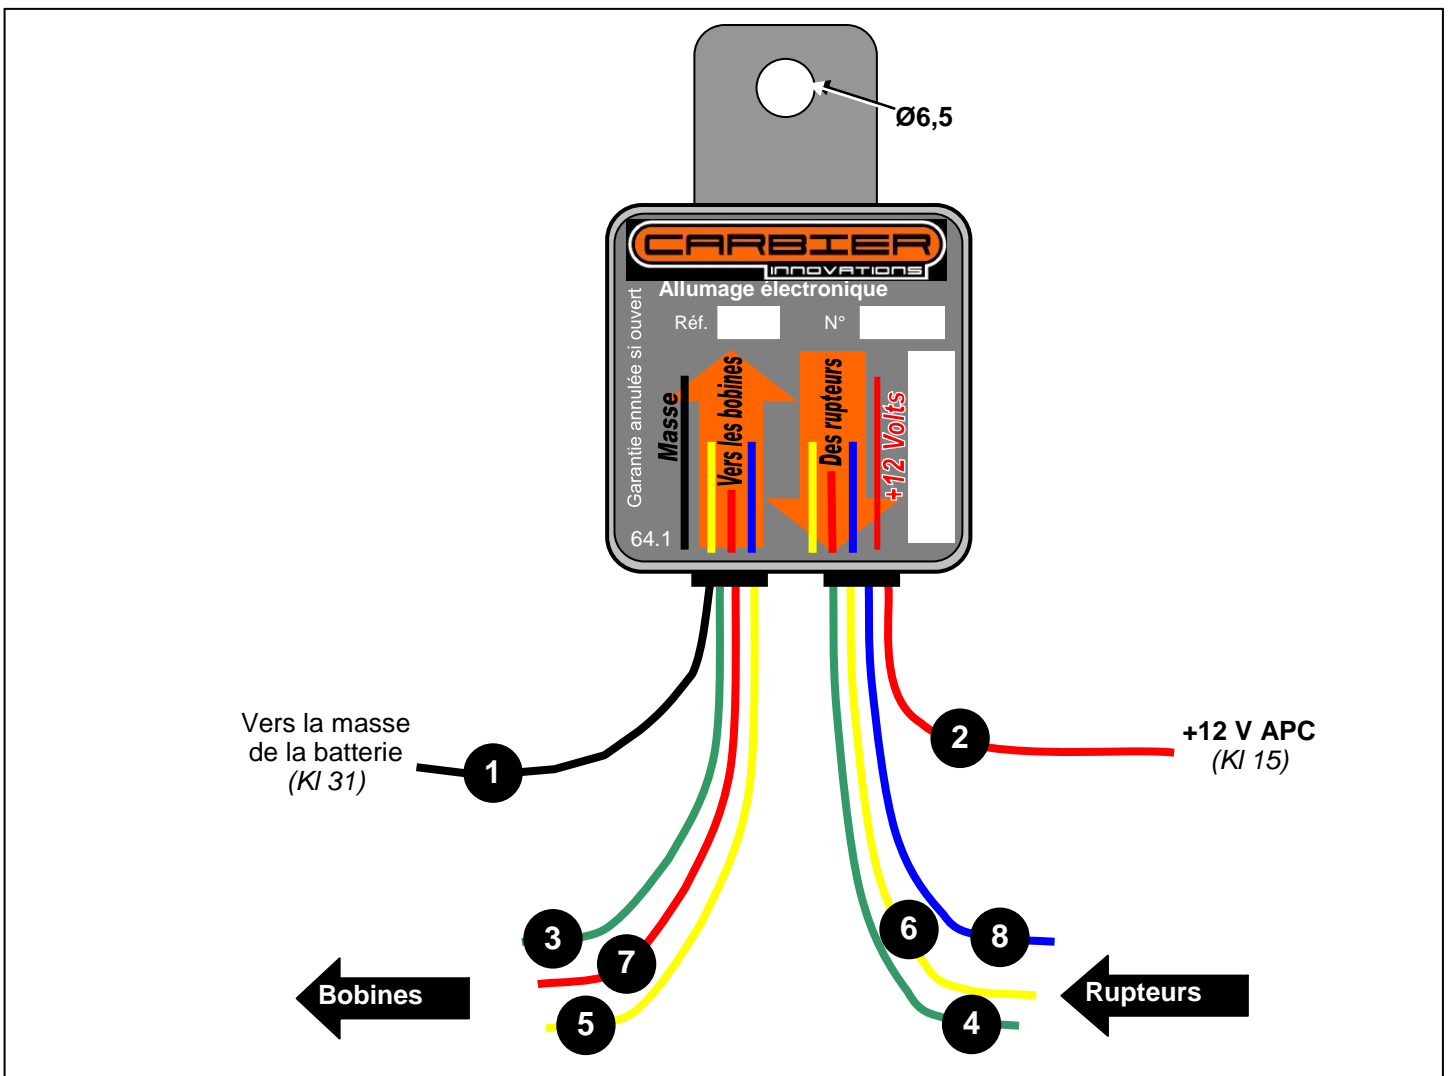 Ø6,5
CARBIER
INNOVATIONS
Allumage électronique
Réf.
N°
Garantie annulée si ouvert
Masse
Vers les bobines
Des rupteurs
+12 Volts
64.1
Vers la masse
de la batterie
(Kl 31)
1
2
+12 V APC
(Kl 15)
3
7
5
6
8
4
Bobines
Rupteurs